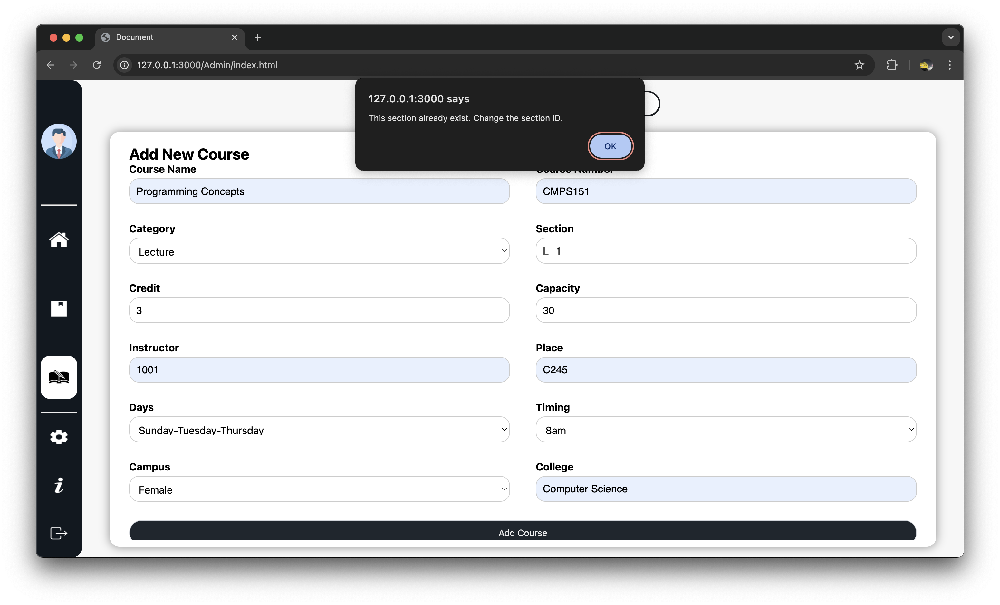 Document
127.0.0.1:3000/Admin/index.html
127.0.0.1:3000 says
This section already exist. Change the section ID.
OK
Add New Course
Course Name
Course Number
Programming Concepts
CMPS151
Category
Section
Lecture
L 1
Credit
Capacity
3
30
Instructor
Place
1001
C245
Days
Timing
Sunday-Tuesday-Thursday
8am
Campus
College
Female
Computer Science
Add Course